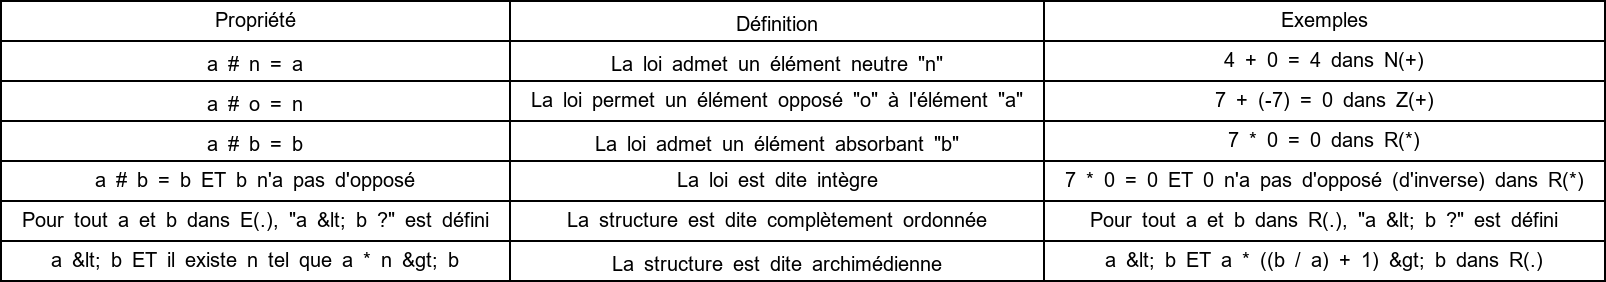 Propriété Définition Exemples
a # n = a La loi admet un élément neutre "n" 4 + 0 = 4 dans N(+)
a # o = n La loi permet un élément opposé "o" à l'élément "a" 7 + (-7) = 0 dans Z(+)
a # b = b La loi admet un élément absorbant "b" 7 * 0 = 0 dans R(*)
a # b = b ET b n'a pas d'opposé La loi est dite intègre 7 * 0 = 0 ET 0 n'a pas d'opposé (d'inverse) dans R(*)
Pour tout a et b dans E(.), "a &lt; b ?" est défini La structure est dite complètement ordonnée Pour tout a et b dans R(.), "a &lt; b ?" est défini
a &lt; b ET il existe n tel que a * n &gt; b La structure est dite archimédienne a &lt; b ET a * ((b / a) + 1) &gt; b dans R(.)